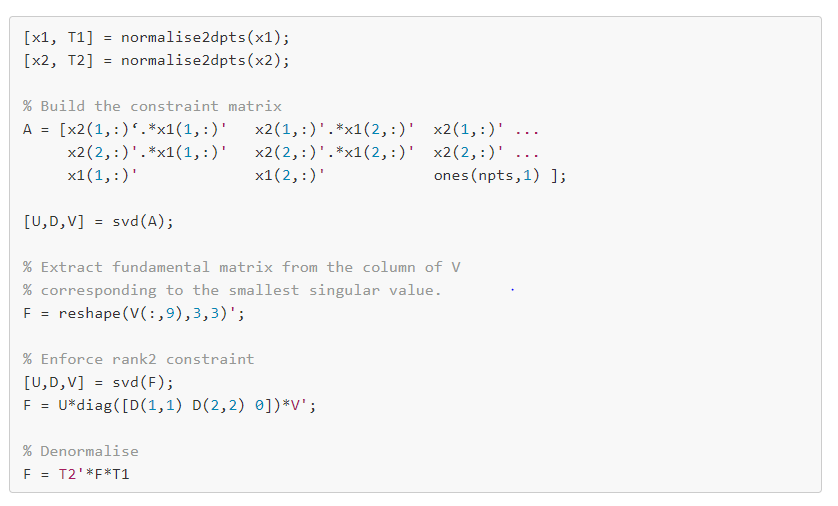 [x1, T1] = normalise2dpts(x1);
[x2, T2] = normalise2dpts(x2);
% Build the constraint matrix
A = [x2(1,:)‘.*x1(1,:)'   x2(1,:)'.*x1(2,:)'  x2(1,:)' ...
     x2(2,:)'.*x1(1,:)'   x2(2,:)'.*x1(2,:)'  x2(2,:)' ...
     x1(1,:)'             x1(2,:)'            ones(npts,1) ];
[U,D,V] = svd(A);
% Extract fundamental matrix from the column of V
% corresponding to the smallest singular value.
F = reshape(V(:,9),3,3)';
% Enforce rank2 constraint
[U,D,V] = svd(F);
F = U*diag([D(1,1) D(2,2) 0])*V';
% Denormalise
F = T2'*F*T1